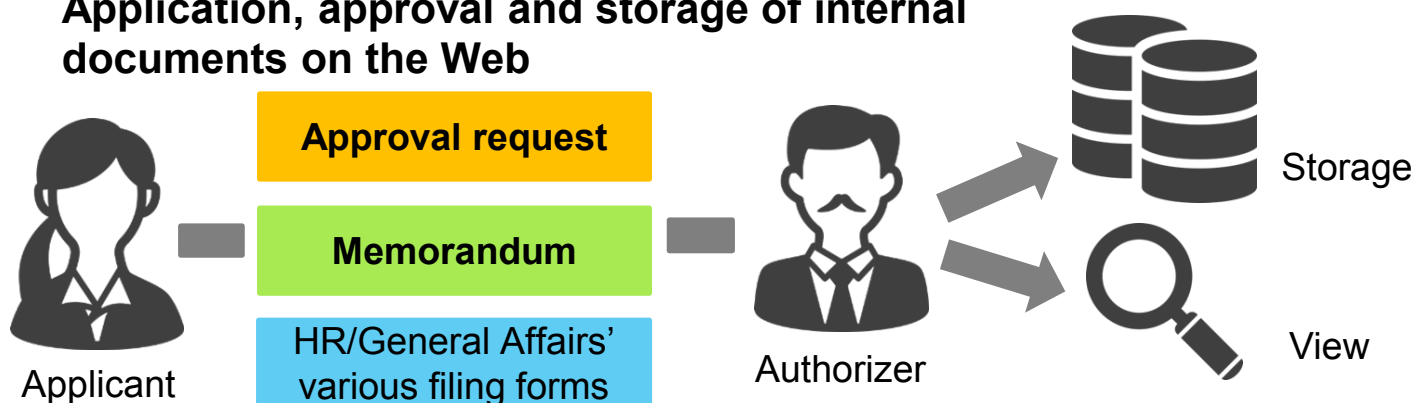 Application, approval and storage of internal
documents on the Web
Approval request
Memorandum
HR/General Affairs’
various filing forms
Applicant
Authorizer
Storage
View